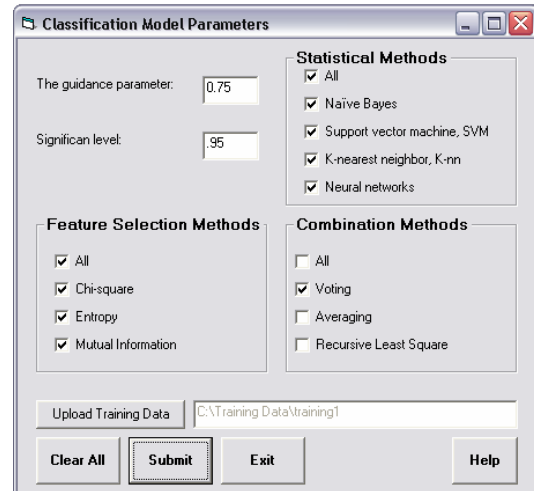 Classification Model Parameters
The guidance parameter:
0.75
Significan level:
.95
Statistical Methods
All
Naïve Bayes
Support vector machine, SVM
K-nearest neighbor, K-nn
Neural networks
Feature Selection Methods
All
Chi-square
Entropy
Mutual Information
Combination Methods
All
Voting
Averaging
Recursive Least Square
Upload Training Data
C:\Training Data\training1
Clear All
Submit
Exit
Help